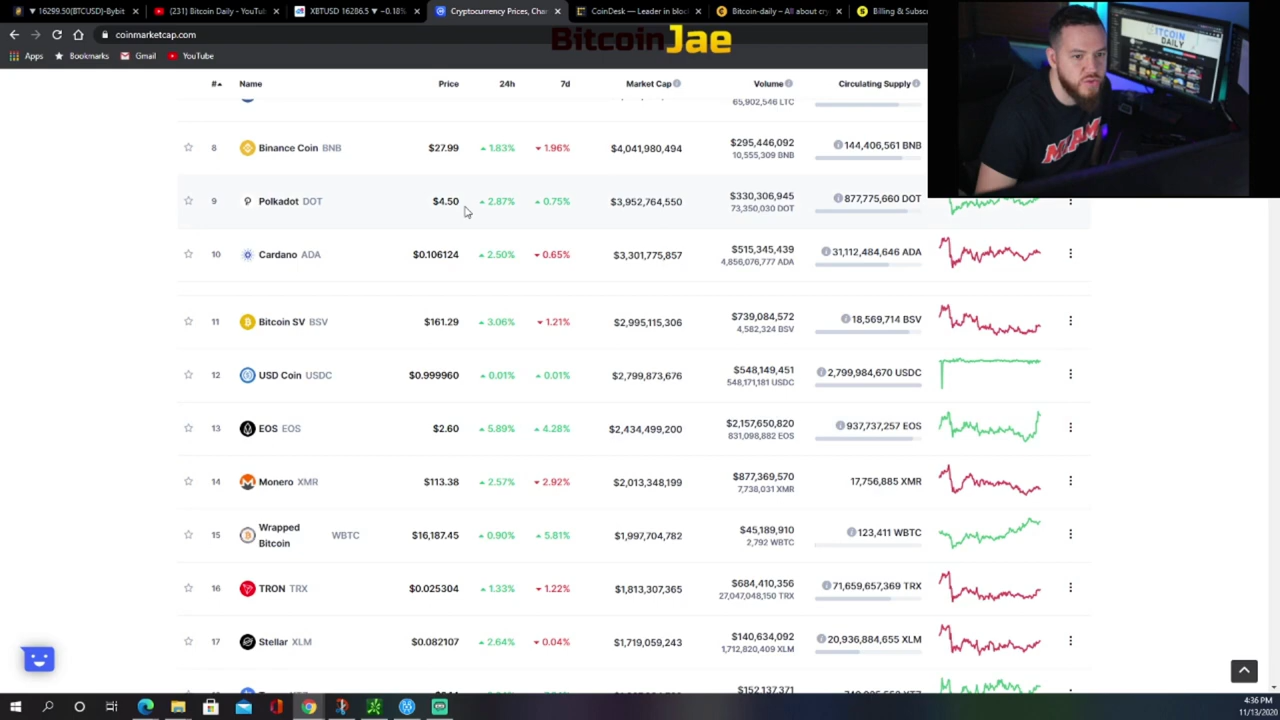 16299.50(BTCUSD)-Bybit
(231) Bitcoin Daily - YouTu
XBTUSD 16286.5 ▼ -0.18%
Cryptocurrency Prices, Cha
CoinDesk — Leader in bloc
Bitcoin-daily – All about cry
Billing & Subs
coinmarketcap.com
BitcoinJae
Apps
Bookmarks
Gmail
YouTube
ITCOIN
DAILY
# Name Price 24h 7d Market Cap Volume Circulating Supply
65,902,546 LTC
8 Binance Coin BNB $27.99 1.83% 1.96% $4,041,980,494 $295,446,092 144,406,561 BNB
10,555,309 BNB
9 Polkadot DOT $4.50 2.87% 0.75% $3,952,764,550 $330,306,945 877,775,660 DOT
73,350,030 DOT
10 Cardano ADA $0.106124 2.50% 0.65% $3,301,775,857 $515,345,439 31,112,484,646 ADA
4,856,076,777 ADA
11 Bitcoin SV BSV $161.29 3.06% 1.21% $2,995,115,306 $739,084,572 18,569,714 BSV
4,582,324 BSV
12 USD Coin USDC $0.999960 0.01% 0.01% $2,799,873,676 $548,149,451 2,799,984,670 USDC
548,171,181 USDC
13 EOS EOS $2.60 5.89% 4.28% $2,434,499,200 $2,157,650,820 937,737,257 EOS
831,098,882 EOS
14 Monero XMR $113.38 2.57% 2.92% $2,013,348,199 $877,369,570 17,756,885 XMR
7,738,031 XMR
15 Wrapped Bitcoin WBTC $16,187.45 0.90% 5.81% $1,997,704,782 $45,189,910 123,411 WBTC
2,792 WBTC
16 TRON TRX $0.025304 1.33% 1.22% $1,813,307,365 $684,410,356 71,659,657,369 TRX
27,047,048,150 TRX
17 Stellar XLM $0.082107 2.64% 0.04% $1,719,059,243 $140,634,092 20,936,884,655 XLM
1,712,820,409 XLM
$152,137,371
4:36 PM
11/13/2020